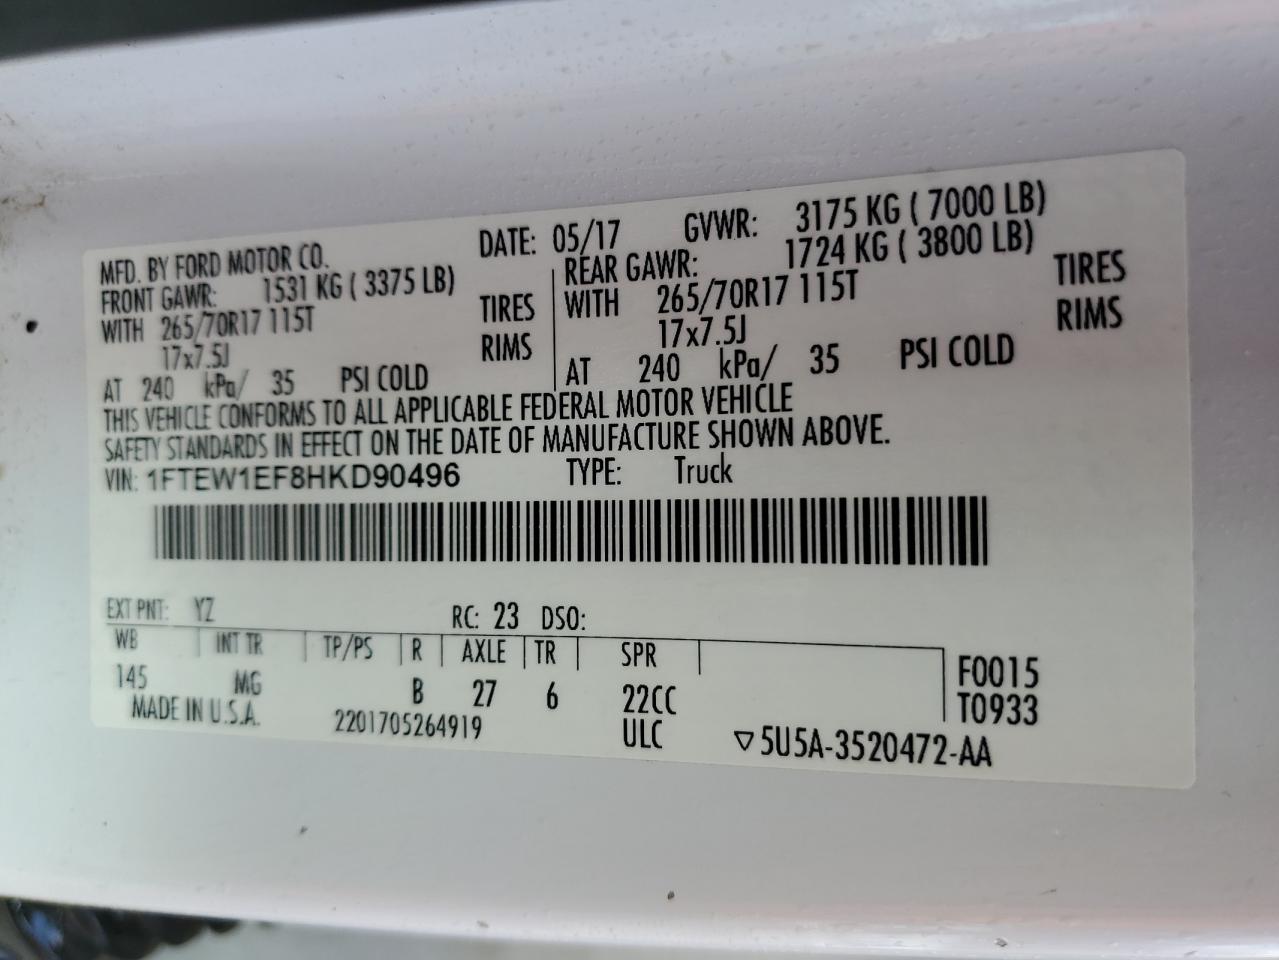 MFD. BY FORD MOTOR CO. DATE: 05/17 GVWR: 3175 KG ( 7000 LB)
FRONT GAWR: 1531 KG ( 3375 LB) REAR GAWR: 1724 KG ( 3800 LB)
WITH 265/70R17 115T TIRES WITH 265/70R17 115T TIRES
17x7.5J RIMS 17x7.5J RIMS
AT 240 kPa/ 35 PSI COLD AT 240 kPa/ 35 PSI COLD
THIS VEHICLE CONFORMS TO ALL APPLICABLE FEDERAL MOTOR VEHICLE
SAFETY STANDARDS IN EFFECT ON THE DATE OF MANUFACTURE SHOWN ABOVE.
VIN: 1FTEW1EF8HKD90496 TYPE: Truck
EXT PNT: YZ RC: 23 DSO:
WB INT TR TP/PS R AXLE TR SPR F0015
145 MG B 27 6 22CC T0933
MADE IN U.S.A. 2201705264919 ULC ▽5U5A-3520472-AA